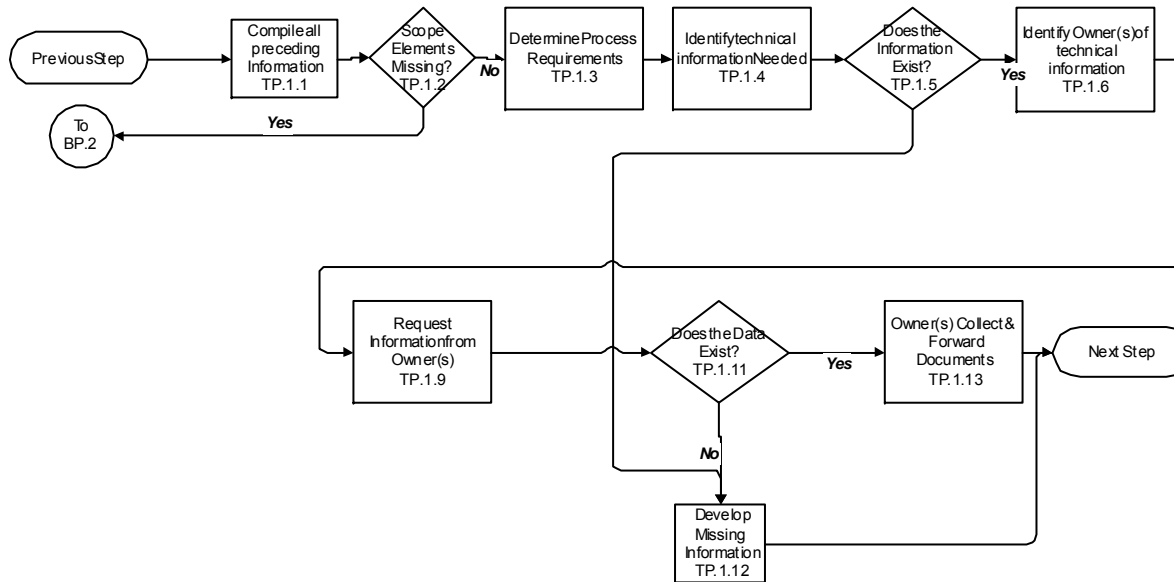 Previous Step
Compile all
preceding
Information
TP.1.1
Scope
Elements
Missing?
TP.1.2
No
Determine Process
Requirements
TP.1.3
Identify technical
information Needed
TP.1.4
Does the
Information
Exist?
TP.1.5
Yes
Identify Owner(s) of
technical
information
TP.1.6
To
BP.2
Yes
Request
Information from
Owner(s)
TP.1.9
Does the Data
Exist?
TP.1.11
Yes
Owner(s) Collect &
Forward
Documents
TP.1.13
Next Step
No
Develop
Missing
Information
TP.1.12